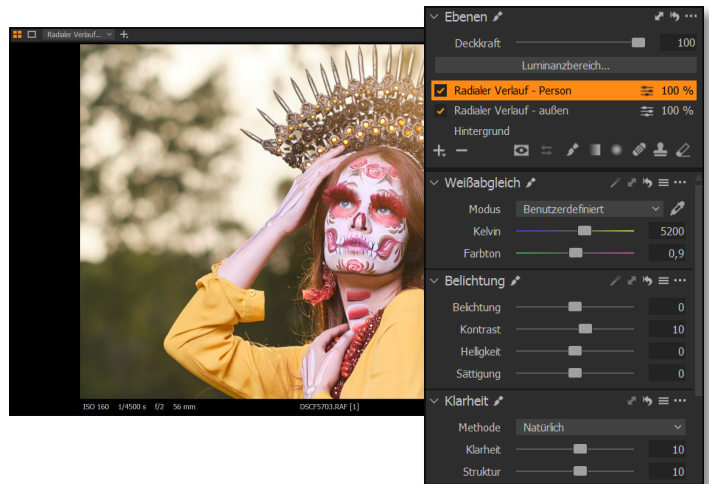 Radialer Verlauf...
ISO 160 1/4500 s f/2 56 mm
DSCF5703.RAF [1]
Ebenen
Deckkraft 100
Luminanzbereich...
Radialer Verlauf - Person 100 %
Radialer Verlauf - außen 100 %
Hintergrund
Weißabgleich
Modus Benutzerdefiniert
Kelvin 5200
Farbton 0,9
Belichtung
Belichtung 0
Kontrast 10
Helligkeit 0
Sättigung 0
Klarheit
Methode Natürlich
Klarheit 10
Struktur 10